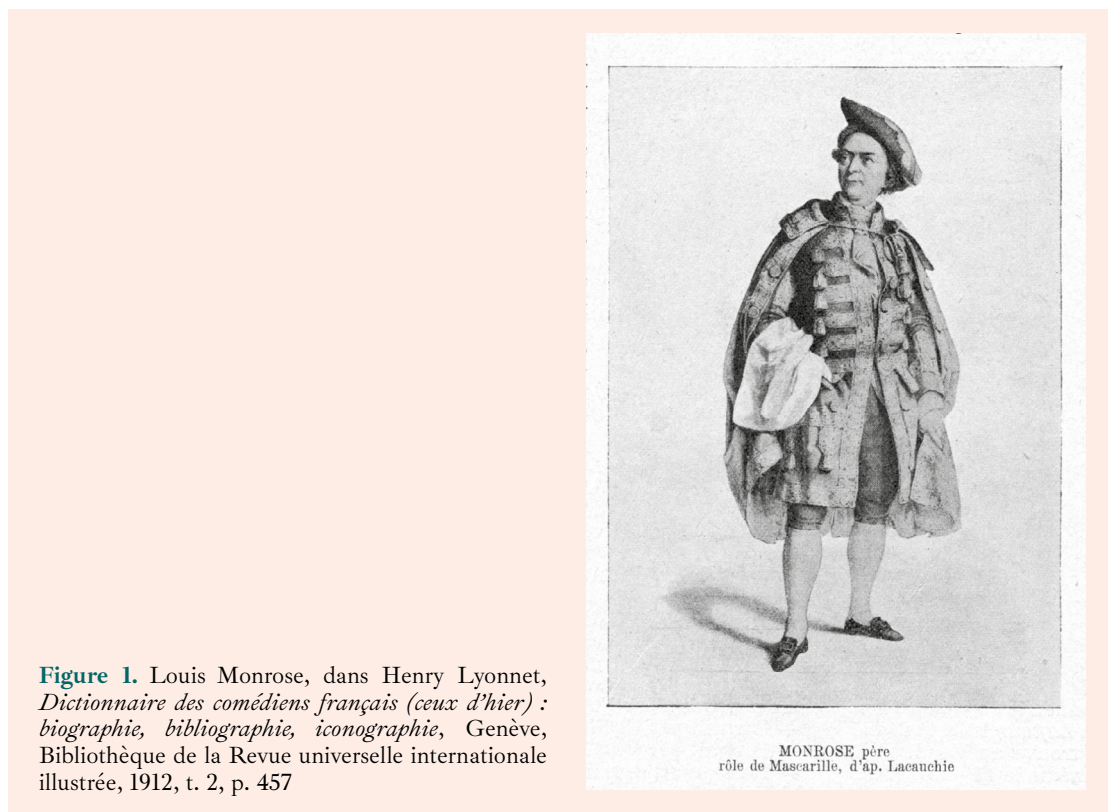 Figure 1. Louis Monrose, dans Henry Lyonnet,
Dictionnaire des comédiens français (ceux d’hier) :
biographie, bibliographie, iconographie, Genève,
Bibliothèque de la Revue universelle internationale
illustrée, 1912, t. 2, p. 457
MONROSE père
rôle de Mascarille, d'ap. Lacauchie